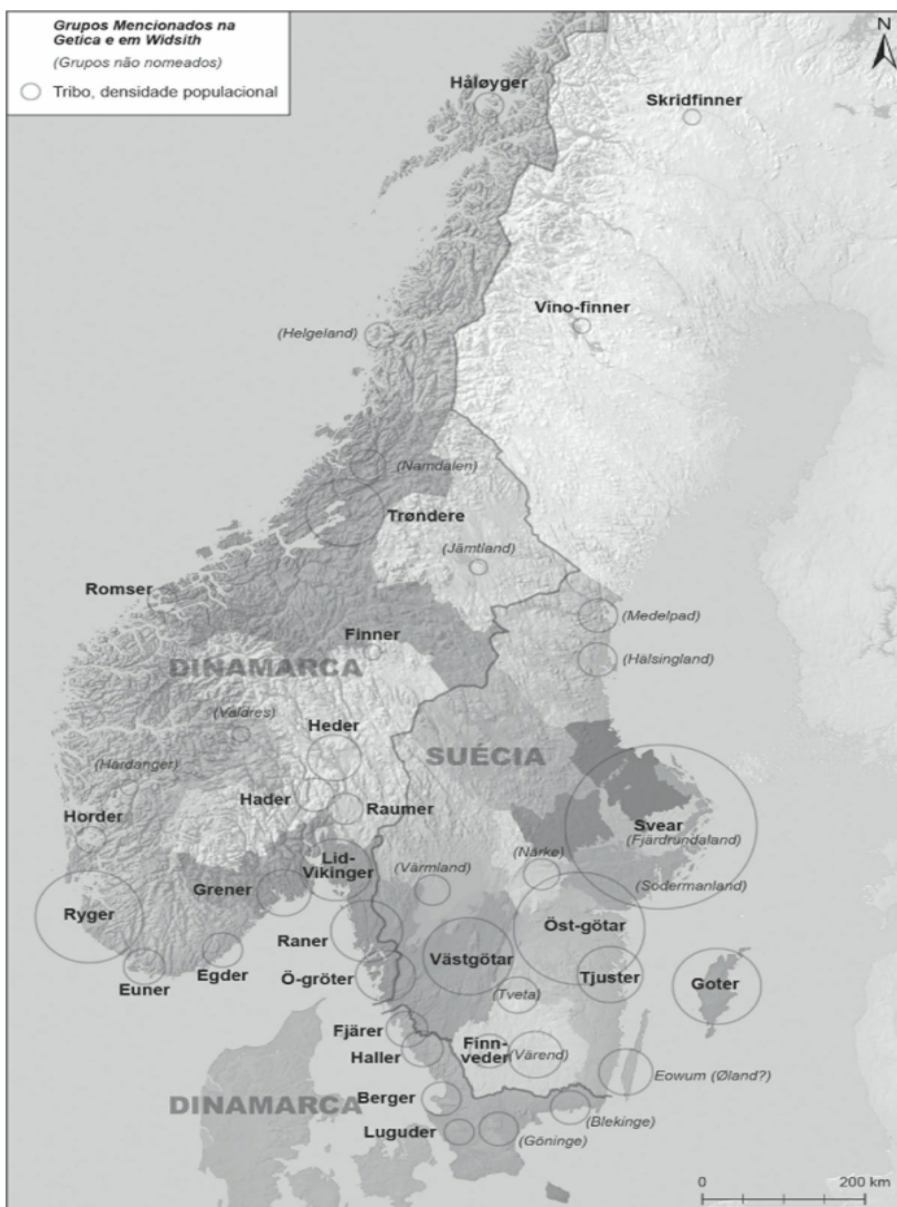 Grupos Mencionados na
Getica e em Widsith
(Grupos não nomeados)
Tribo, densidade populacional
N
Håløyger
Skridfinner
Vino-finner
(Helgeland)
(Namdalen)
Trøndere
(Jämtland)
Romser
(Medelpad)
Finner
(Hälsingland)
DINAMARCA
(Valdres)
Heder
SUÉCIA
(Hardanger)
Hader
Raumer
Horder
Svear
(Fjärdrundaland)
Lid-
Vikinger
(Värmland)
(Närke)
(Södermanland)
Grener
Ryger
Öst-götar
Raner
Västgötar
Egder
Euner
Ö-gröter
Tjuster
Goter
(Tveta)
Fjärer
Haller
Finn-
veder
(Värend)
Eowum (Øland?)
Berger
DINAMARCA
(Blekinge)
Luguder
(Göninge)
0
200 km